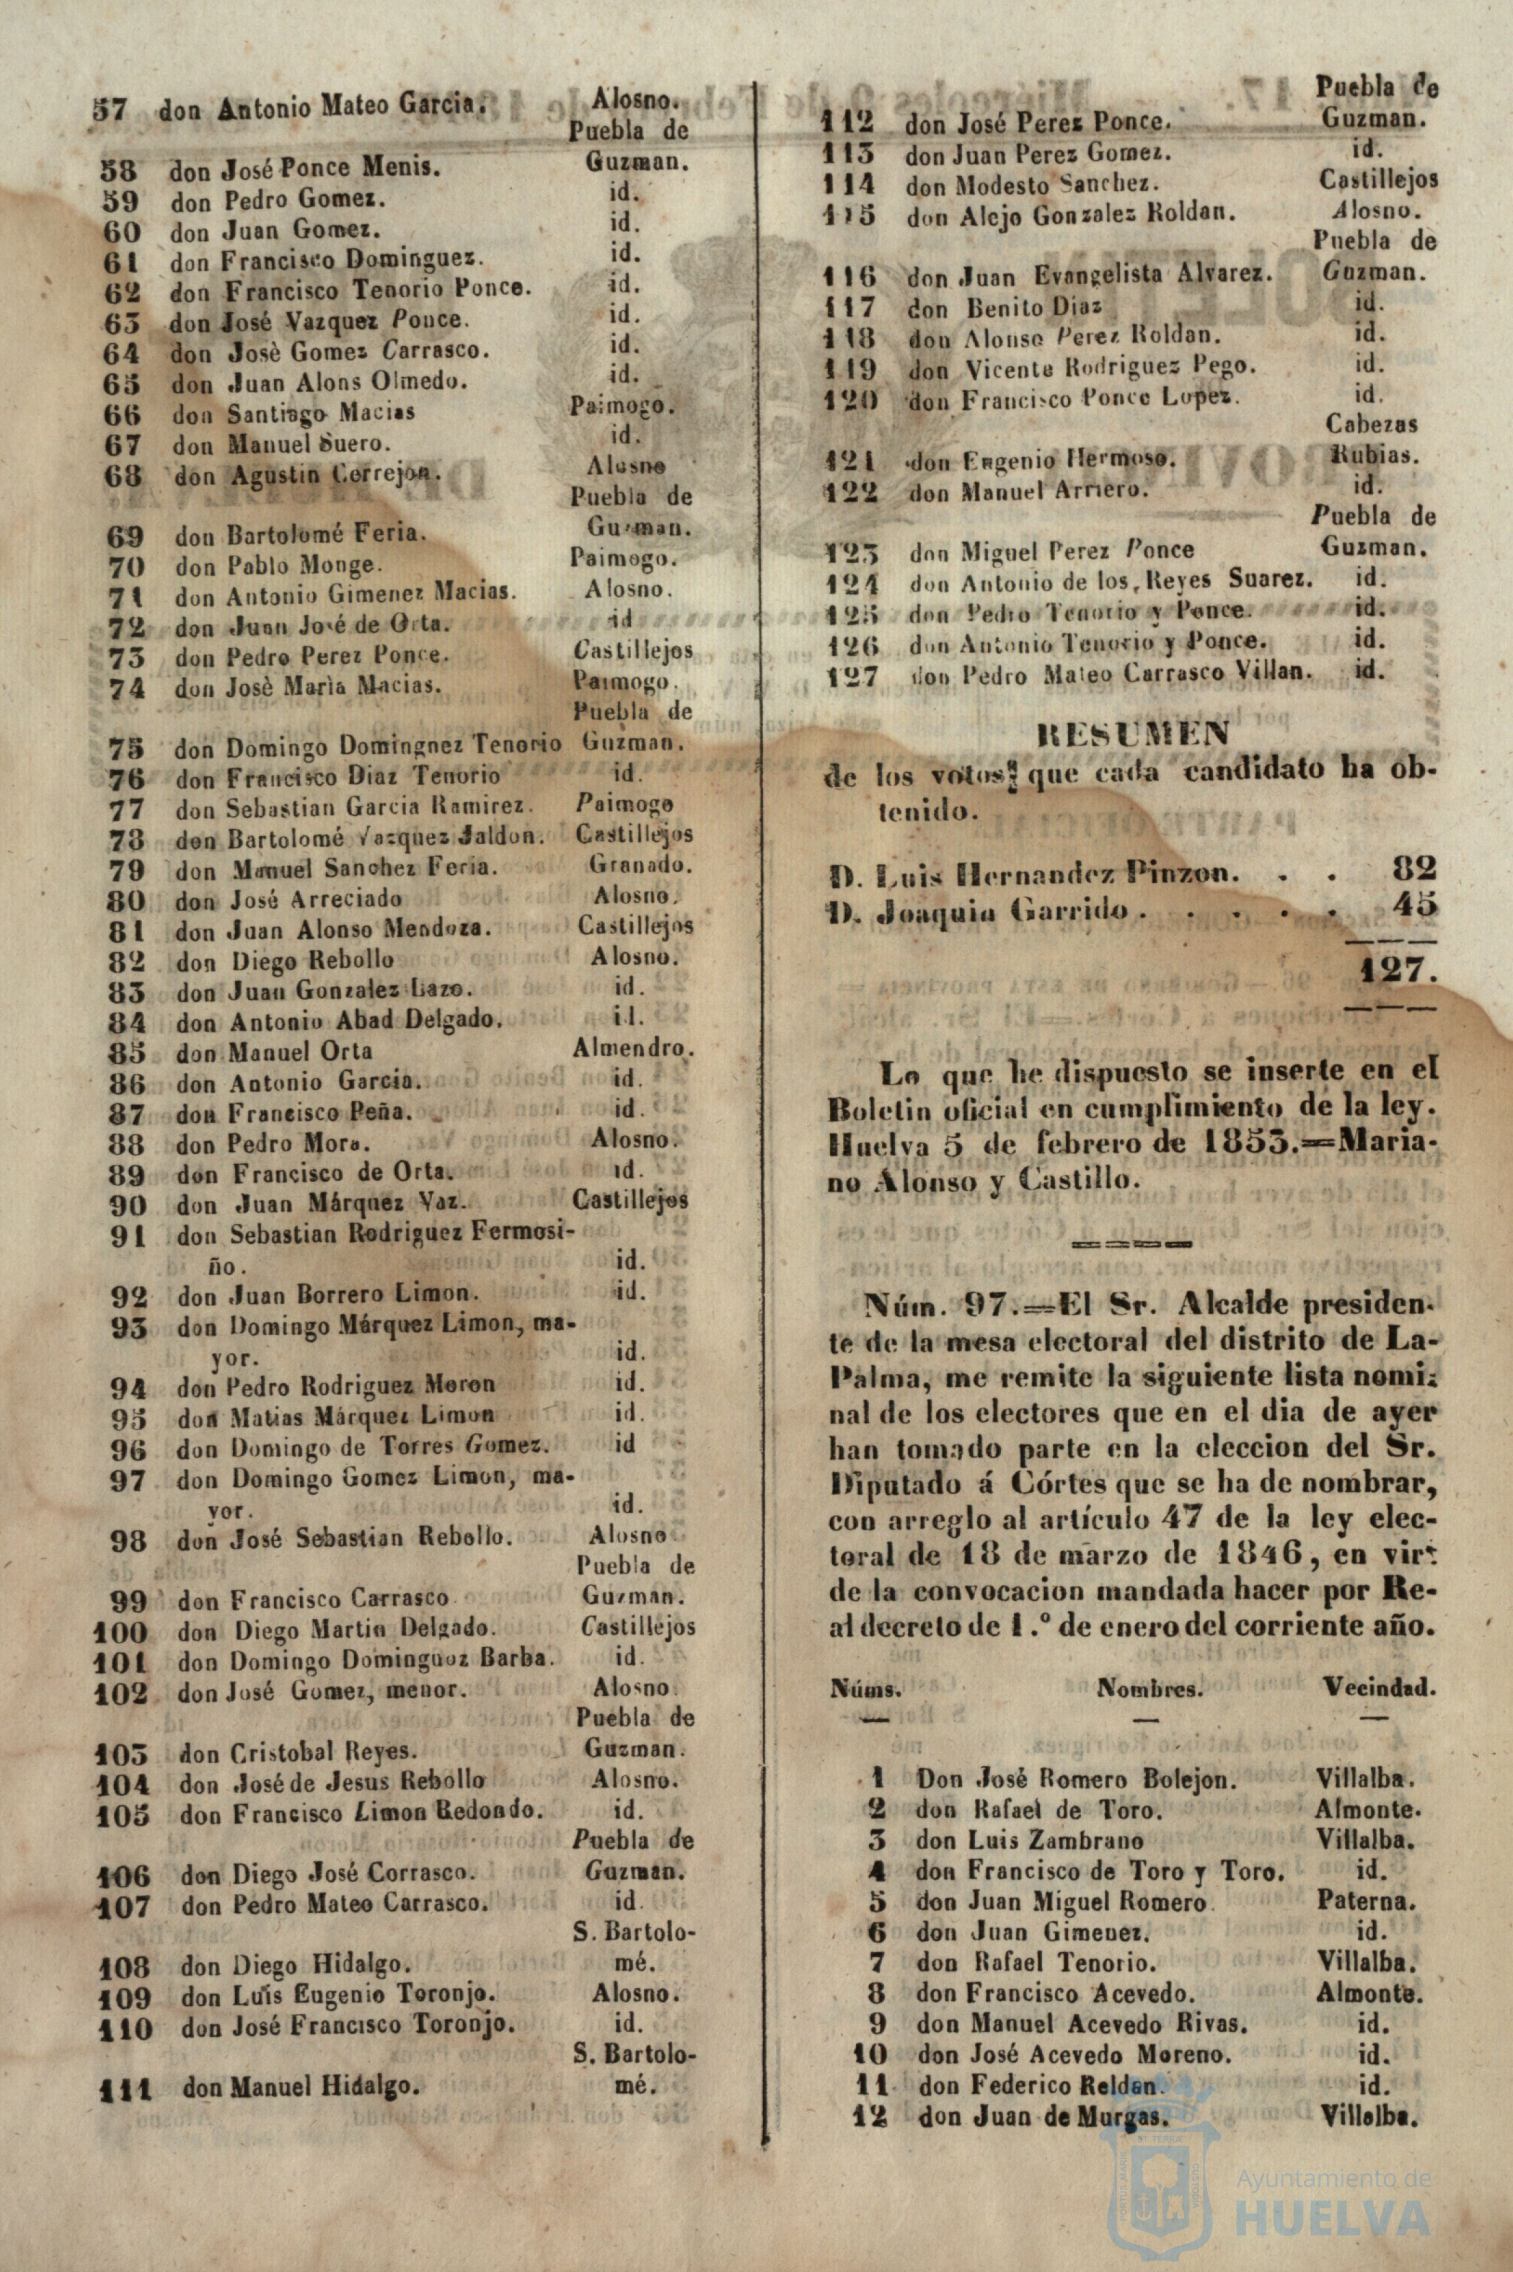 57 don Antonio Mateo Garcia. Alosno.
Puebla de
58 don José Ponce Menis. Guzman.
59 don Pedro Gomez. id.
60 don Juan Gomez. id.
61 don Francisco Dominguez. id.
62 don Francisco Tenorio Ponce. id.
63 don José Vazquez Ponce. id.
64 don Josè Gomez Carrasco. id.
65 don Juan Alons Olmedo. id.
66 don Santiago Macias Paimogo.
67 don Manuel Suero. id.
68 don Agustin Correjon. Alosno
Puebla de
69 don Bartolomé Feria. Guzman.
70 don Pablo Monge. Paimogo.
71 don Antonio Gimenez Macias. Alosno.
72 don Juan José de Orta. id
73 don Pedro Perez Ponce. Castillejos
74 don Josè Marìa Macias. Paimogo.
Puebla de
75 don Domingo Domingnez Tenorio Guzman.
76 don Francisco Diaz Tenorio id.
77 don Sebastian Garcia Ramirez. Paimogo
78 don Bartolomé Vazquez Jaldon. Castillejos
79 don Manuel Sanchez Feria. Granado.
80 don José Arreciado Alosno.
81 don Juan Alonso Mendoza. Castillejos
82 don Diego Rebollo Alosno.
83 don Juan Gonzalez Lazo. id.
84 don Antonio Abad Delgado. id.
85 don Manuel Orta Almendro.
86 don Antonio Garcia. id.
87 don Francisco Peña. id.
88 don Pedro Mora. Alosno.
89 don Francisco de Orta. id.
90 don Juan Márquez Vaz. Castillejos
91 don Sebastian Rodriguez Fermosi-
ño. id.
92 don Juan Borrero Limon. id.
93 don Domingo Márquez Limon, ma-
yor. id.
94 don Pedro Rodriguez Moron id.
95 don Matias Márquez Limon id.
96 don Domingo de Torres Gomez. id
97 don Domingo Gomez Limon, ma-
yor. id.
98 don José Sebastian Rebollo. Alosno
Puebla de
99 don Francisco Carrasco Guzman.
100 don Diego Martin Delgado. Castillejos
101 don Domingo Dominguez Barba. id.
102 don José Gomez, menor. Alosno.
Puebla de
103 don Cristobal Reyes. Guzman.
104 don José de Jesus Rebollo Alosno.
105 don Francisco Limon Redondo. id.
Puebla de
106 don Diego José Corrasco. Guzman.
107 don Pedro Mateo Carrasco. id.
S. Bartolo-
108 don Diego Hidalgo. mé.
109 don Luis Eugenio Toronjo. Alosno.
110 don José Francisco Toronjo. id.
S. Bartolo-
111 don Manuel Hidalgo. mé.
Puebla de
112 don José Perez Ponce. Guzman.
113 don Juan Perez Gomez. id.
114 don Modesto Sanchez. Castillejos
115 don Alejo Gonzalez Roldan. Alosno.
Puebla de
116 don Juan Evangelista Alvarez. Guzman.
117 don Benito Diaz id.
118 don Alonso Perez Roldan. id.
119 don Vicente Rodriguez Pego. id.
120 don Francisco Ponce Lopez. id.
Cabezas
121 don Eugenio Hermoso. Rubias.
122 don Manuel Arriero. id.
Puebla de
123 don Miguel Perez Ponce Guzman.
124 don Antonio de los Reyes Suarez. id.
125 don Pedro Tenorio y Ponce. id.
126 don Antonio Tenorio y Ponce. id.
127 don Pedro Mateo Carrasco Villan. id.
RESUMEN
de los votos que cada candidato ha ob-
tenido.
D. Luis Hernandez Pinzon. . . 82
D. Joaquin Garrido . . . . . 45
127.
Lo que he dispuesto se inserte en el
Boletin oficial en cumplimiento de la ley.
Huelva 5 de febrero de 1853.=Maria-
no Alonso y Castillo.
Núm. 97.=El Sr. Alcalde presiden-
te de la mesa electoral del distrito de La-
Palma, me remite la siguiente lista nomi-
nal de los electores que en el dia de ayer
han tomado parte en la eleccion del Sr.
Diputado á Córtes que se ha de nombrar,
con arreglo al artículo 47 de la ley elec-
toral de 18 de marzo de 1846, en virt
de la convocacion mandada hacer por Re-
al decreto de 1.º de enero del corriente año.
Núms. Nombres. Vecindad.
1 Don José Romero Bolejon. Villalba.
2 don Rafael de Toro. Almonte.
3 don Luis Zambrano Villalba.
4 don Francisco de Toro y Toro. id.
5 don Juan Miguel Romero Paterna.
6 don Juan Gimeuez. id.
7 don Rafael Tenorio. Villalba.
8 don Francisco Acevedo. Almonte.
9 don Manuel Acevedo Rivas. id.
10 don José Acevedo Moreno. id.
11 don Federico Reldan. id.
12 don Juan de Murgas. Villalba.
Ayuntamiento de
HUELVA